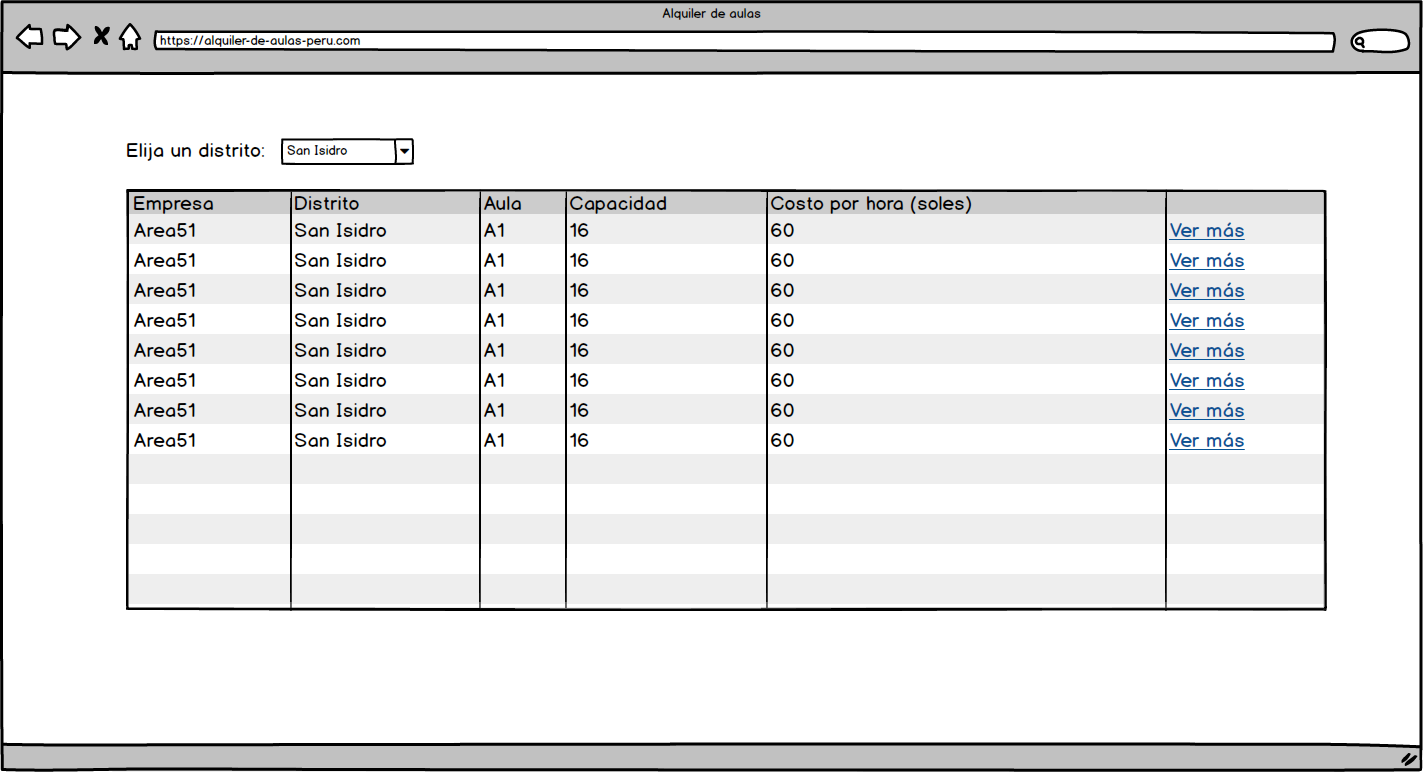 Alquiler de aulas
https://alquiler-de-aulas-peru.com
Elija un distrito: San Isidro
Empresa Distrito Aula Capacidad Costo por hora (soles)
Area51 San Isidro A1 16 60 Ver más
Area51 San Isidro A1 16 60 Ver más
Area51 San Isidro A1 16 60 Ver más
Area51 San Isidro A1 16 60 Ver más
Area51 San Isidro A1 16 60 Ver más
Area51 San Isidro A1 16 60 Ver más
Area51 San Isidro A1 16 60 Ver más
Area51 San Isidro A1 16 60 Ver más